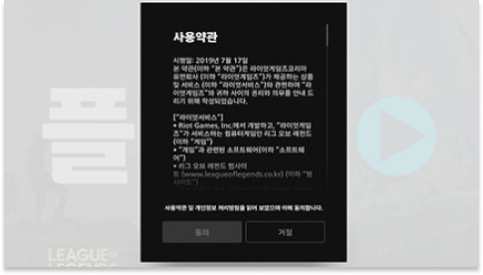 사용약관
시행일: 2019년 7월 17일
본 약관(이하 "본 약관")은 라이엇게임즈코리아
유한회사 (이하 "라이엇게임즈")가 제공하는 상품
및 서비스 (이하 "라이엇서비스")와 관련하여 "라
이엇게임즈"와 귀하 사이의 권리와 의무를 안내 드
리기 위해 작성되었습니다.
["라이엇서비스"]
• Riot Games, Inc.에서 개발하고, "라이엇게임
즈"가 서비스하는 컴퓨터게임인 리그 오브 레전드
(이하 "게임")
• "게임"과 관련된 소프트웨어(이하 "소프트웨
어")
• 리그 오브 레전드 웹사이
트 (www.leagueoflegends.co.kr) (이하 "웹
사이트")
사용약관 및 개인정보 처리방침을 읽어 보았으며 이에 동의합니다.
동의
거절
플
LEAGUE OF
LEGENDS